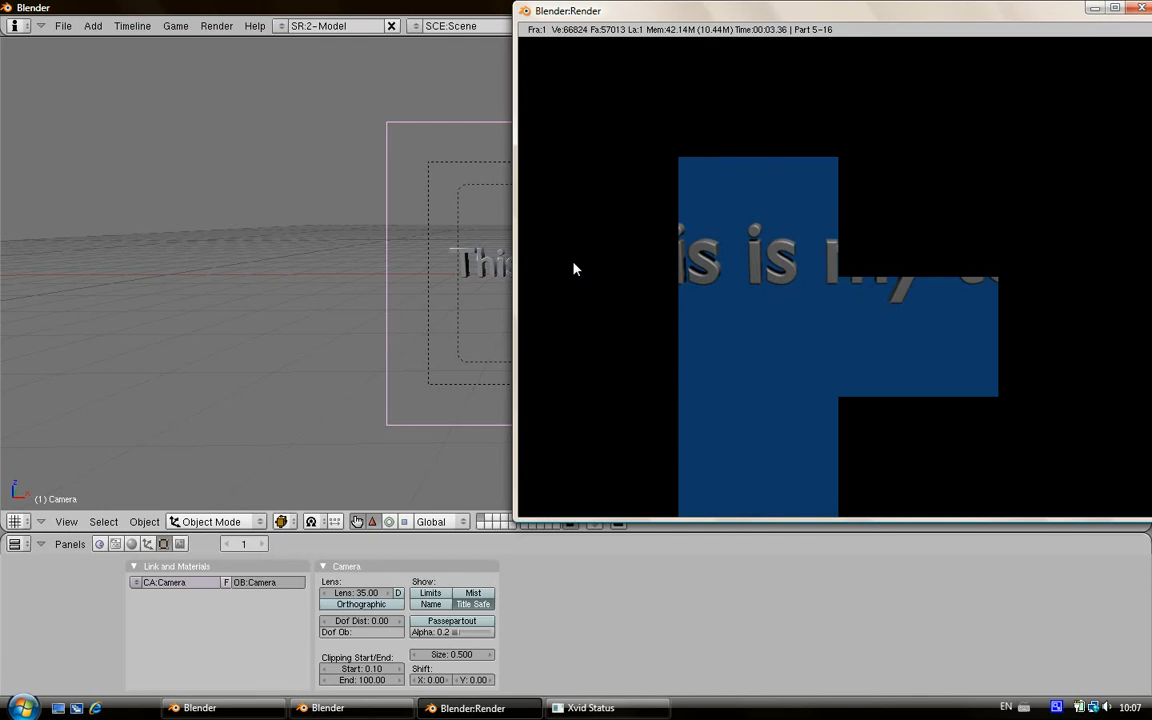 Blender
Blender:Render
File Add Timeline Game Render Help SR:2-Model SCE:Scene
Fra:1 Ve:66824 Fa:57013 La:1 Mem:42.14M (10.44M) Time:00:03.36 | Part 5-16
is is my
This
z
x
(1) Camera
View Select Object Object Mode Global
Panels 1
Link and Materials
Camera
CA:Camera F OB:Camera
Lens:
Show:
Lens: 35.00 D
Limits Mist
Orthographic
Name Title Safe
Dof Dist: 0.00
Passepartout
Dof Ob:
Alpha: 0.2
Clipping Start/End:
Size: 0.500
Start: 0.10
Shift:
End: 100.00
X: 0.00 Y: 0.00
Blender Blender Blender:Render Xvid Status EN 10:07